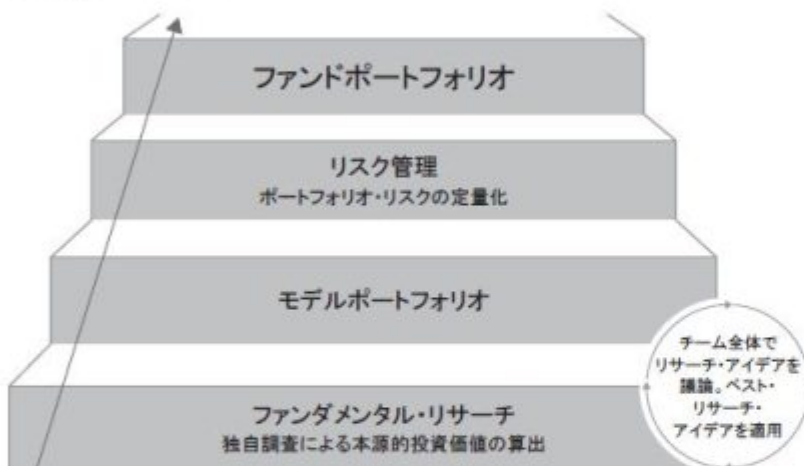 ファンドポートフォリオ
リスク管理
ポートフォリオ・リスクの定量化
モデルポートフォリオ
チーム全体で
リサーチ・アイデアを
議論。ベスト・
リサーチ・
アイデアを適用
ファンダメンタル・リサーチ
独自調査による本源的投資価値の算出